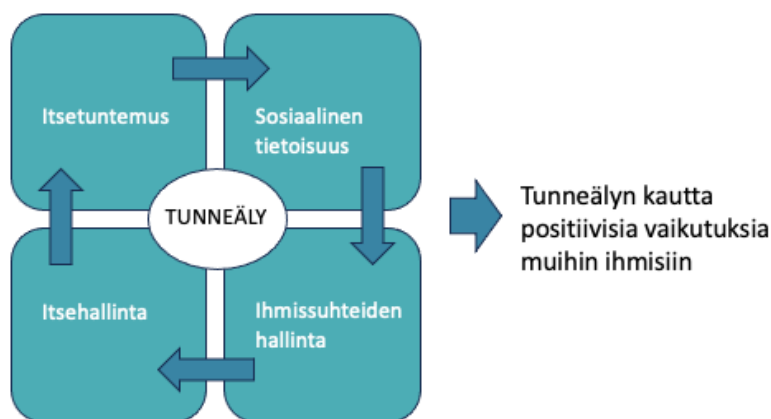 Itsetuntemus
Sosiaalinen
tietoisuus
TUNNEÄLY
Itsehallinta
Ihmissuhteiden
hallinta
Tunneälyn kautta
positiivisia vaikutuksia
muihin ihmisiin